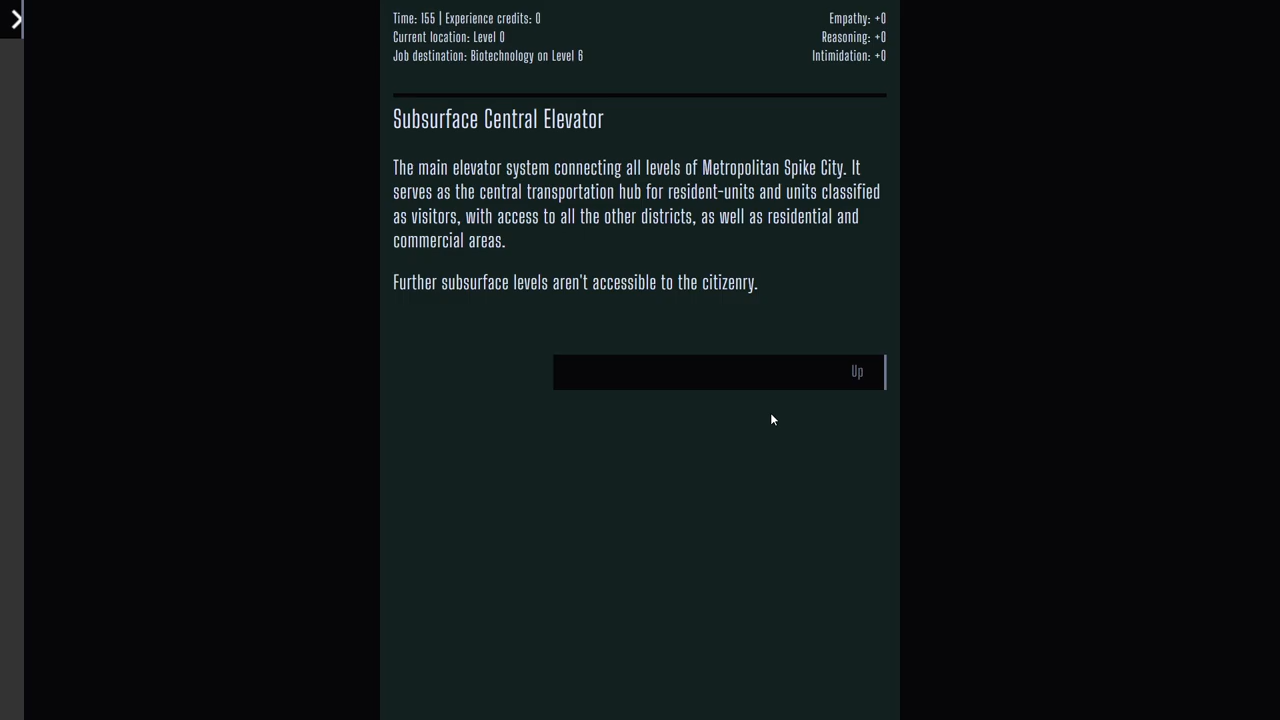 Time: 155 | Experience credits: 0
Empathy: +0
Current location: Level 0
Reasoning: +0
Job destination: Biotechnology on Level 6
Intimidation: +0
Subsurface Central Elevator
The main elevator system connecting all levels of Metropolitan Spike City. It
serves as the central transportation hub for resident-units and units classified
as visitors, with access to all the other districts, as well as residential and
commercial areas.
Further subsurface levels aren't accessible to the citizenry.
Up